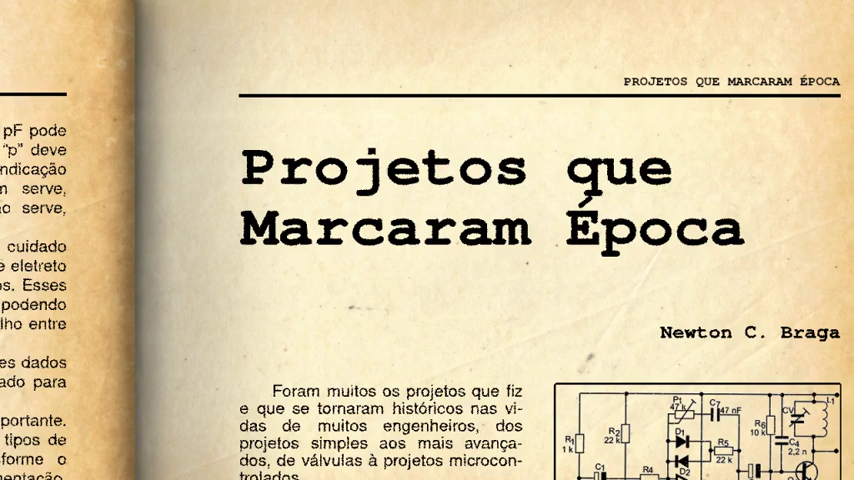 pF pode
“p” deve
ndicação
serve,
serve,
cuidado
eletreto
os. Esses
podendo
lho entre
es dados
ado para
portante.
tipos de
forme o
PROJETOS QUE MARCARAM ÉPOCA
Projetos que
Marcaram Época
Newton C. Braga
Foram muitos os projetos que fiz
e que se tornaram históricos nas vi-
das de muitos engenheiros, dos
projetos simples aos mais avança-
dos, de válvulas à projetos microcon-
trolados
P1
47 k
C7
47 nF
L1
CV
R1
1 k
R2
22 k
D1
R5
22 k
R6
10 k
C4
2,2 n
C1
R4
D2